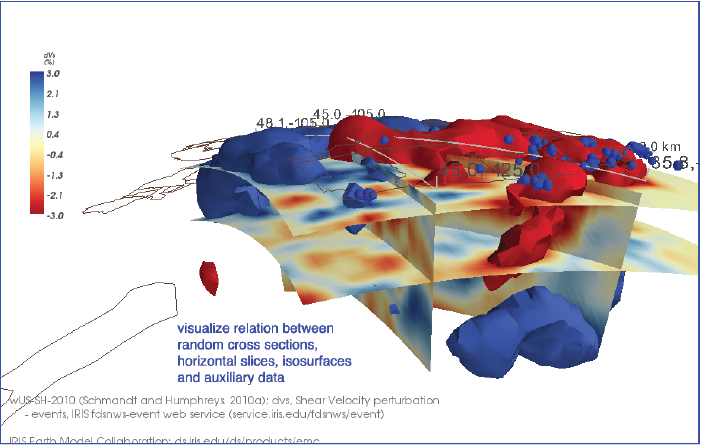 dVs
(%)
3.0
2.1
1.3
0.4
-0.4
-1.3
-2.1
-3.0
48.1,-105.0
45.0,-105.0
45.0,-125.0
.0 km
35.8,-
visualize relation between
random cross sections,
horizontal slices, isosurfaces
and auxiliary data
wUS-SH-2010 (Schmandt and Humphreys, 2010a); dvs, Shear Velocity perturbation
- events, IRIS fdsnws-event web service (service.iris.edu/fdsnws/event)
IRIS Earth Model Collaboration: ds.iris.edu/ds/products/emc